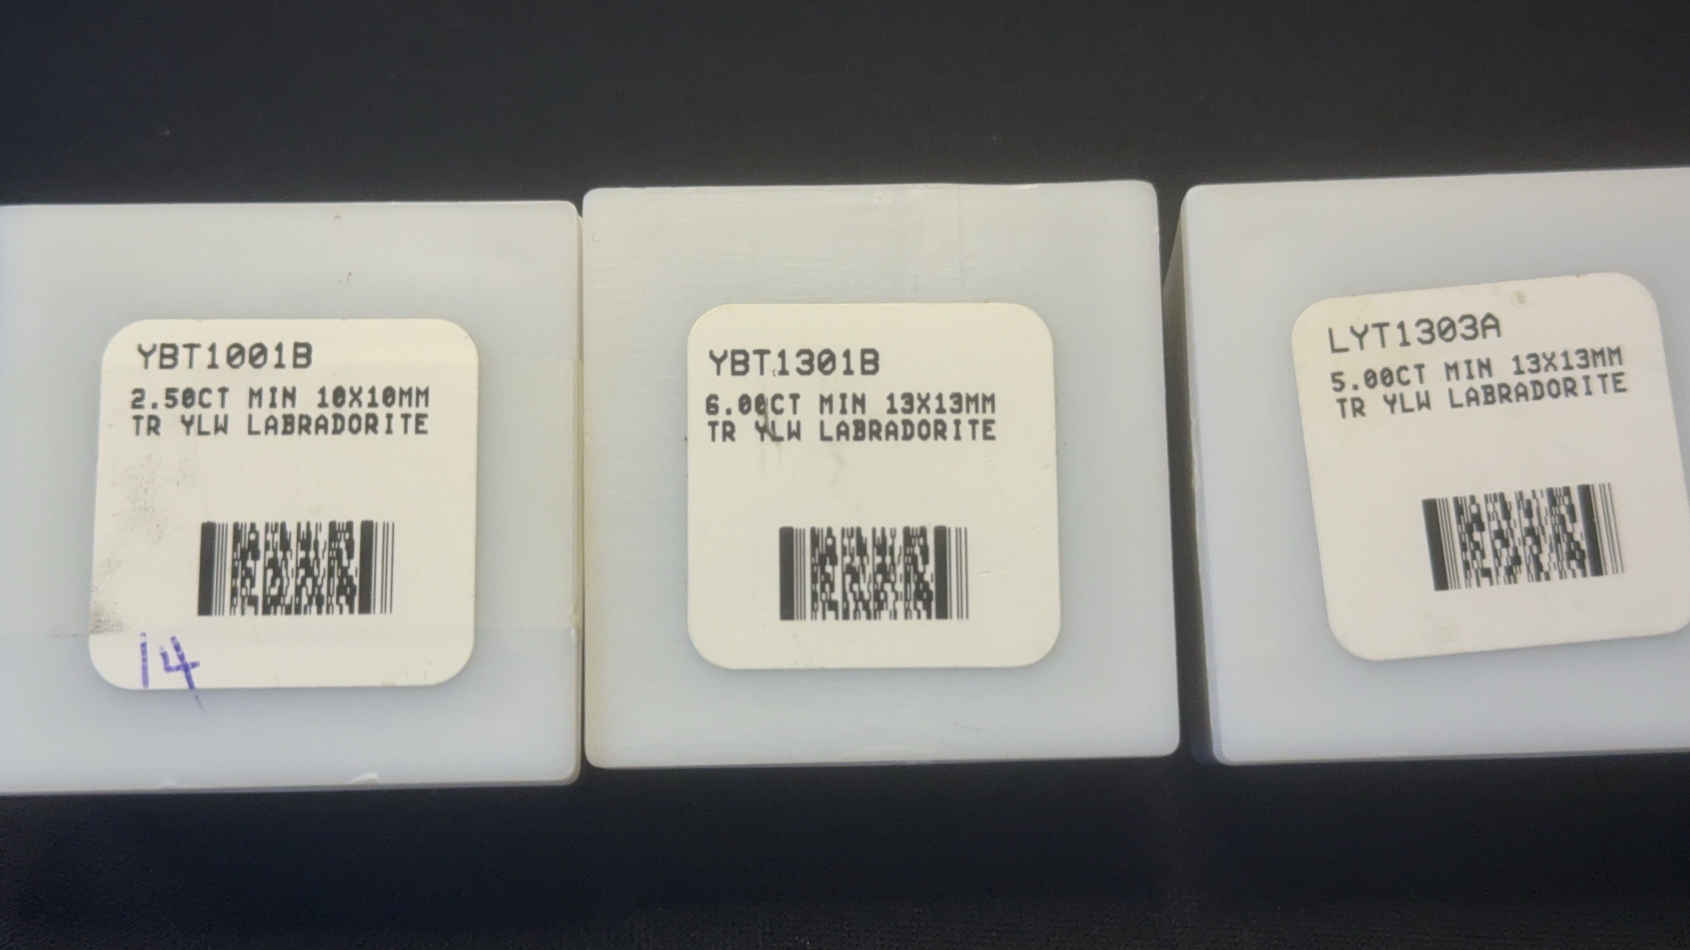 YBT1001B
2.50CT MIN 10X10MM
TR YLW LABRADORITE
14
YBT1301B
6.00CT MIN 13X13MM
TR YLW LABRADORITE
LYT1303A
5.00CT MIN 13X13MM
TR YLW LABRADORITE